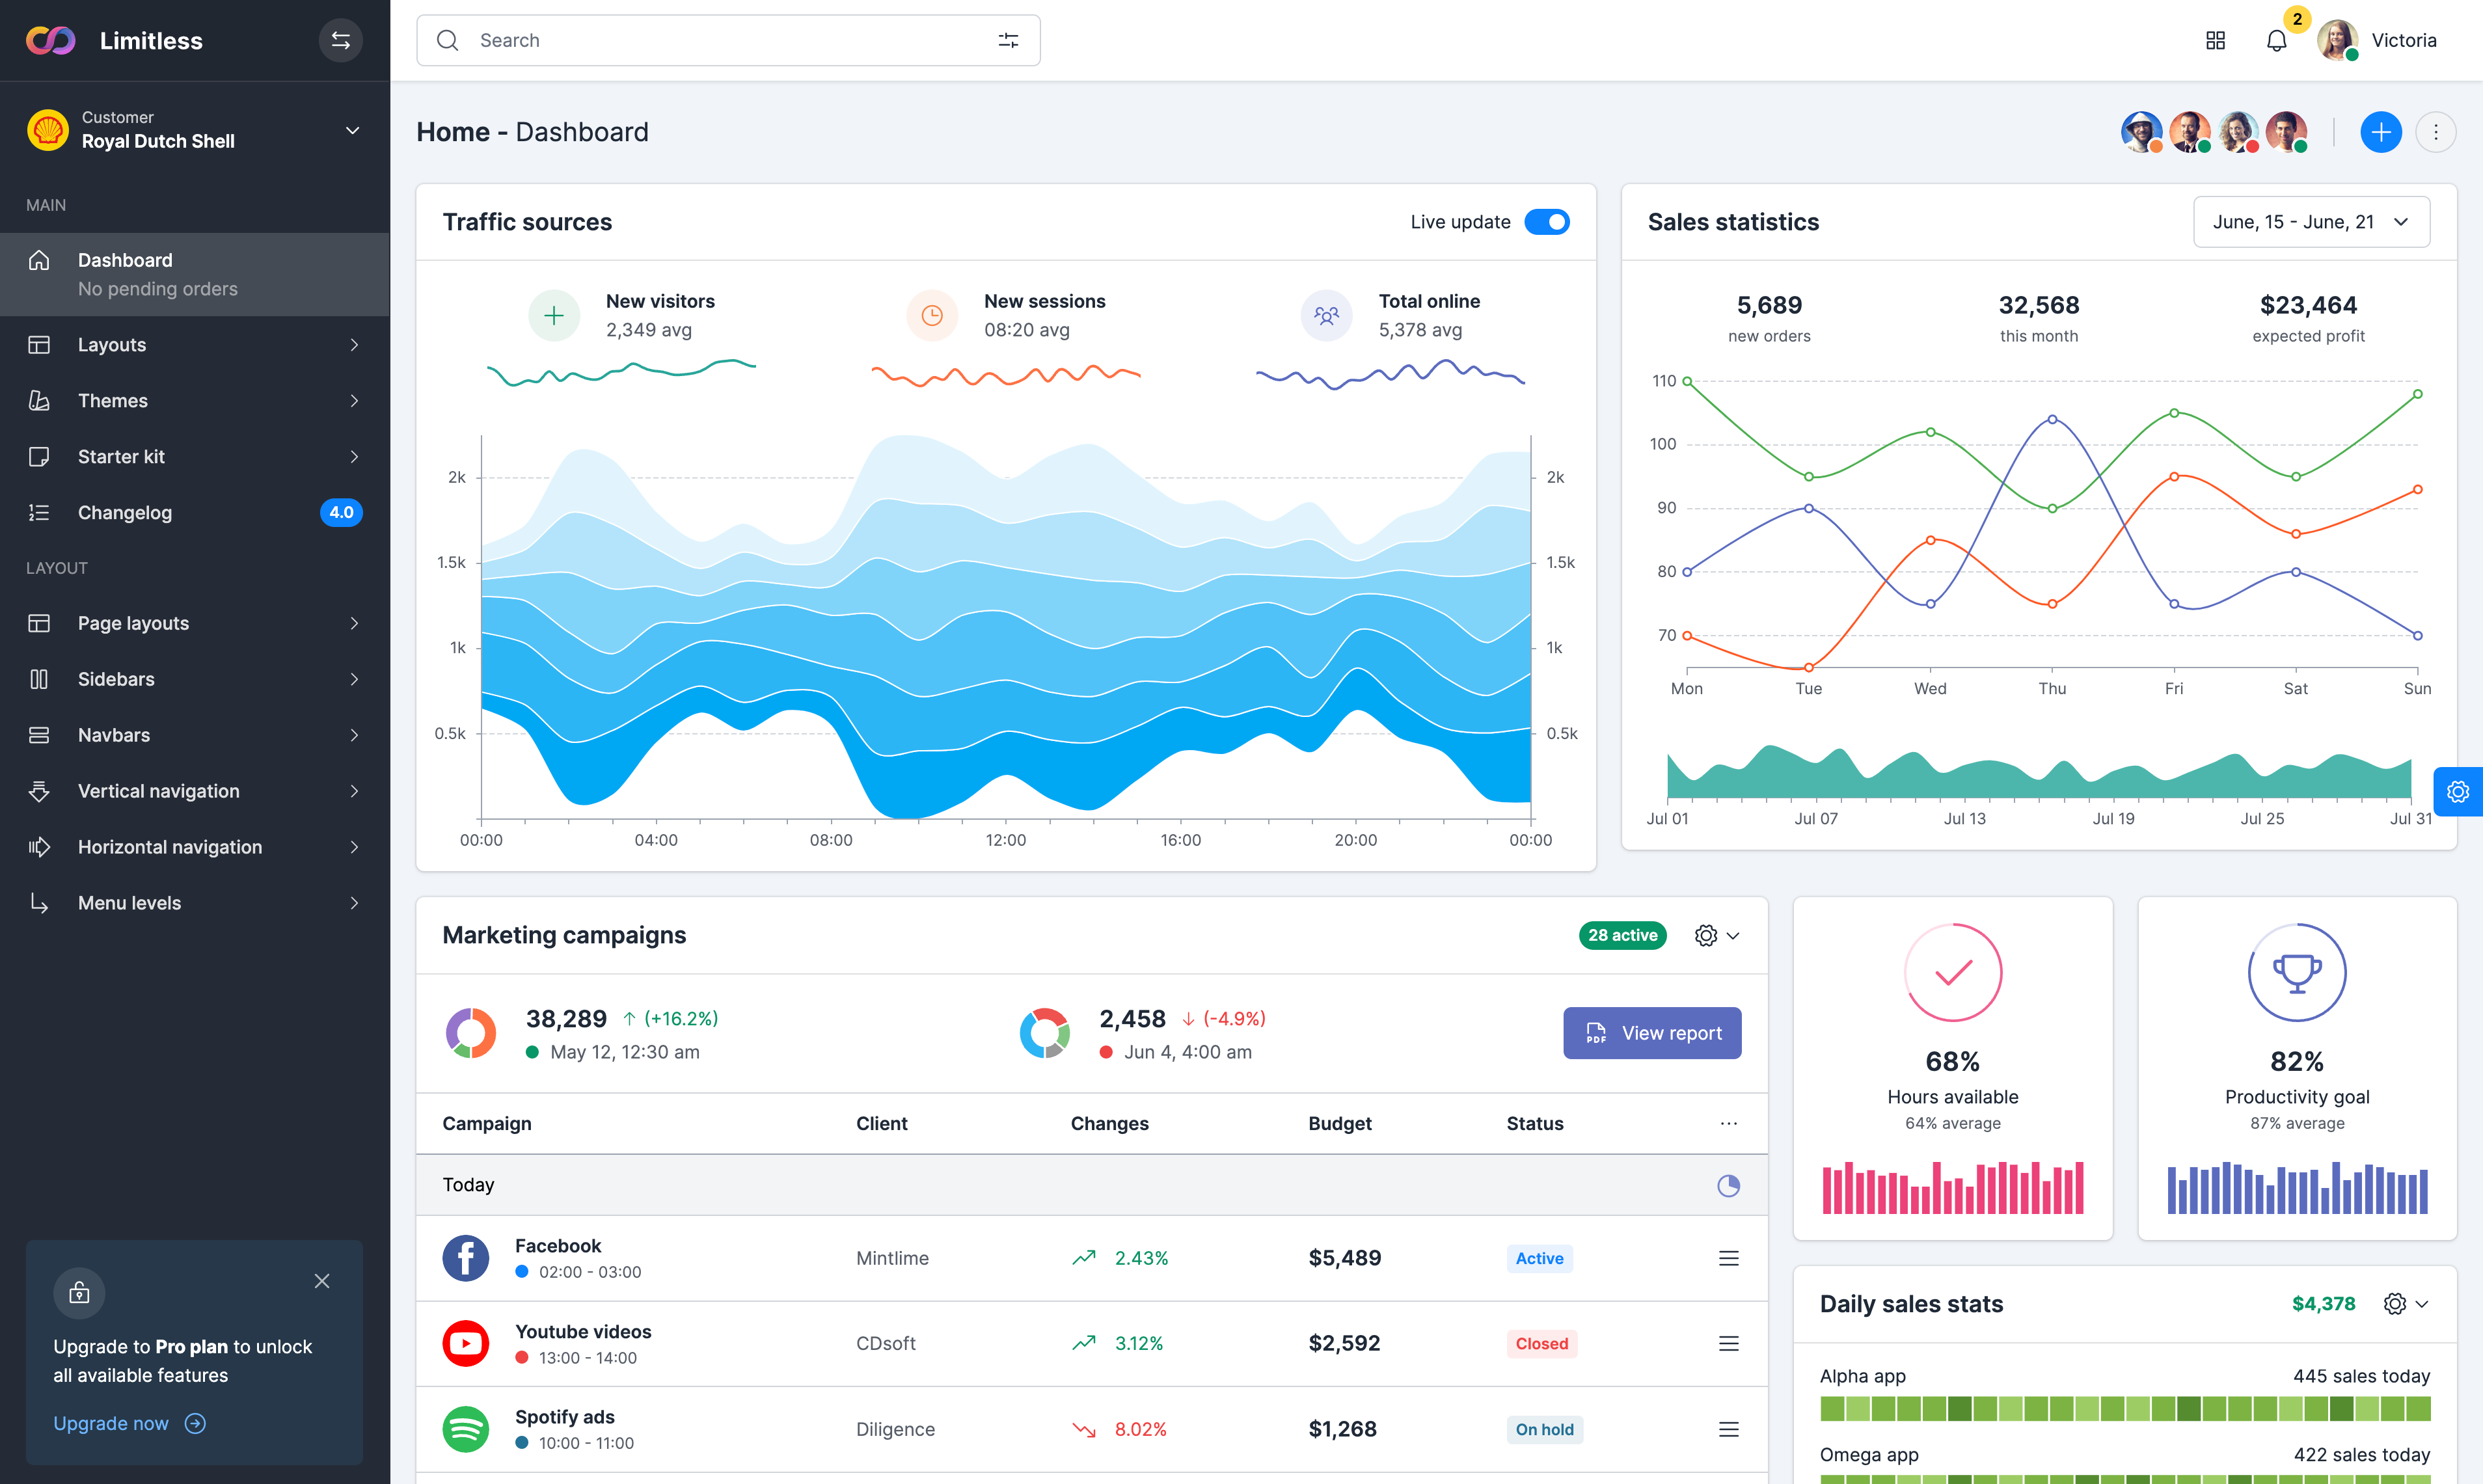 Limitless
Search
2
Victoria
Customer
Royal Dutch Shell
MAIN
Dashboard
No pending orders
Layouts
Themes
Starter kit
Changelog 4.0
LAYOUT
Page layouts
Sidebars
Navbars
Vertical navigation
Horizontal navigation
Menu levels
Upgrade to Pro plan to unlock
all available features
Upgrade now
Home - Dashboard
Traffic sources
Live update
New visitors
2,349 avg
New sessions
08:20 avg
Total online
5,378 avg
2k
1.5k
1k
0.5k
2k
1.5k
1k
0.5k
00:00 04:00 08:00 12:00 16:00 20:00 00:00
Sales statistics
June, 15 - June, 21
5,689
new orders
32,568
this month
$23,464
expected profit
110
100
90
80
70
Mon Tue Wed Thu Fri Sat Sun
Jul 01 Jul 07 Jul 13 Jul 19 Jul 25 Jul 31
Marketing campaigns
28 active
38,289 (+16.2%)
May 12, 12:30 am
2,458 (-4.9%)
Jun 4, 4:00 am
PDF
View report
Campaign Client Changes Budget Status
Today
Facebook
02:00 - 03:00
Mintlime 2.43% $5,489 Active
Youtube videos
13:00 - 14:00
CDsoft 3.12% $2,592 Closed
Spotify ads
10:00 - 11:00
Diligence 8.02% $1,268 On hold
68%
Hours available
64% average
82%
Productivity goal
87% average
Daily sales stats
$4,378
Alpha app 445 sales today
Omega app 422 sales today